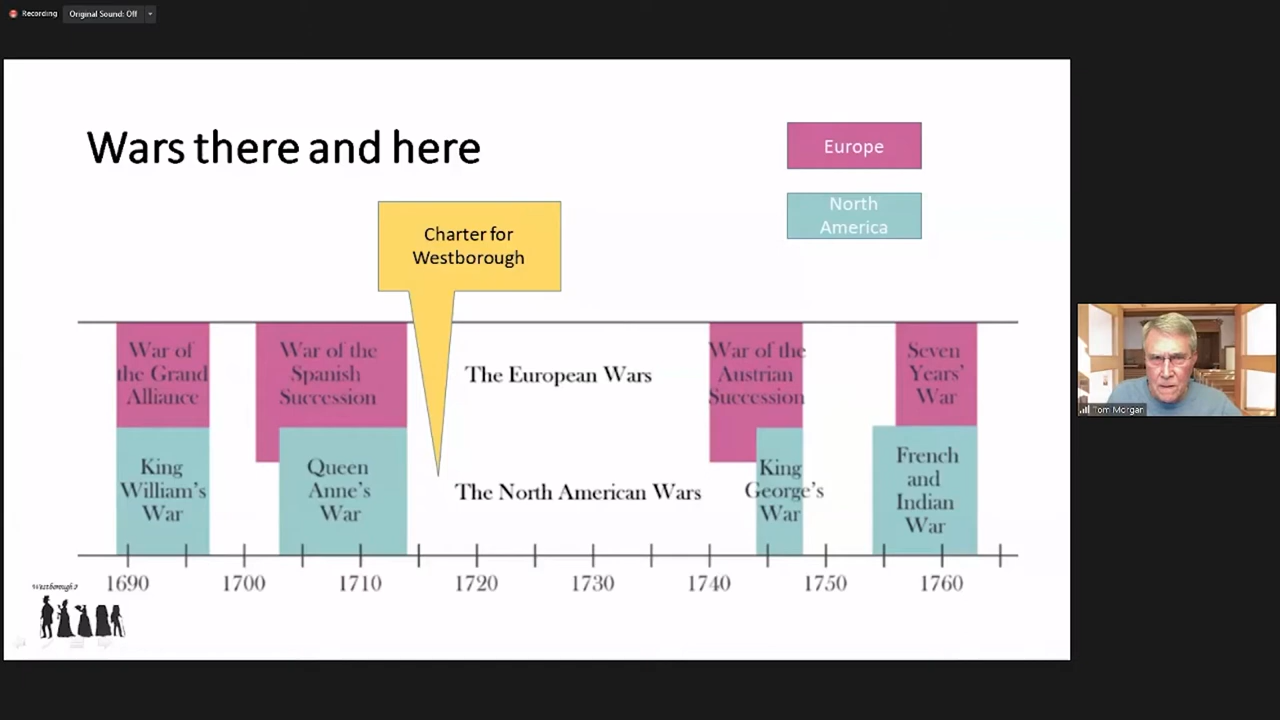 Recording
Original Sound: Off
Wars there and here
Europe
North
America
Charter for
Westborough
War of
the Grand
Alliance
War of the
Spanish
Succession
The European Wars
War of the
Austrian
Succession
Seven
Years'
War
King
William's
War
Queen
Anne's
War
The North American Wars
King
George's
War
French
and
Indian
War
1690
1700
1710
1720
1730
1740
1750
1760
Tom Morgan